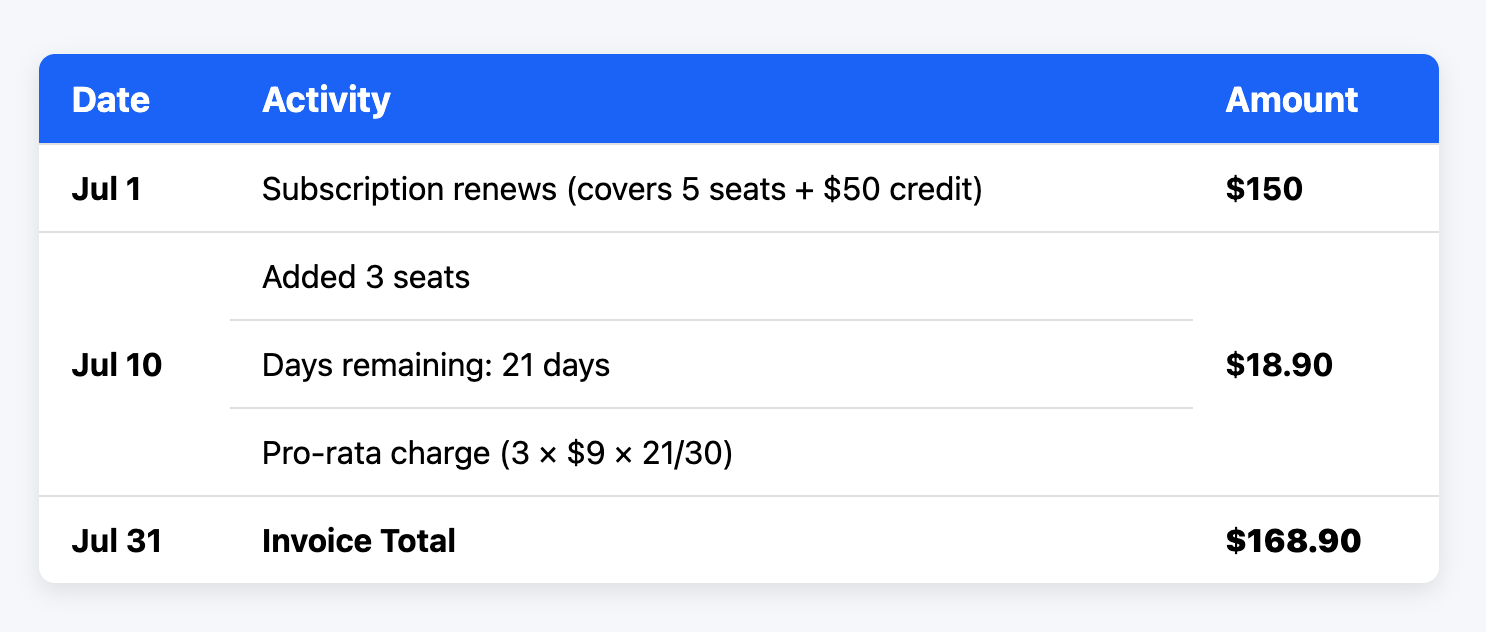 Date Activity Amount
Jul 1 Subscription renews (covers 5 seats + $50 credit) $150
Added 3 seats
Jul 10 Days remaining: 21 days $18.90
Pro-rata charge (3 × $9 × 21/30)
Jul 31 Invoice Total $168.90